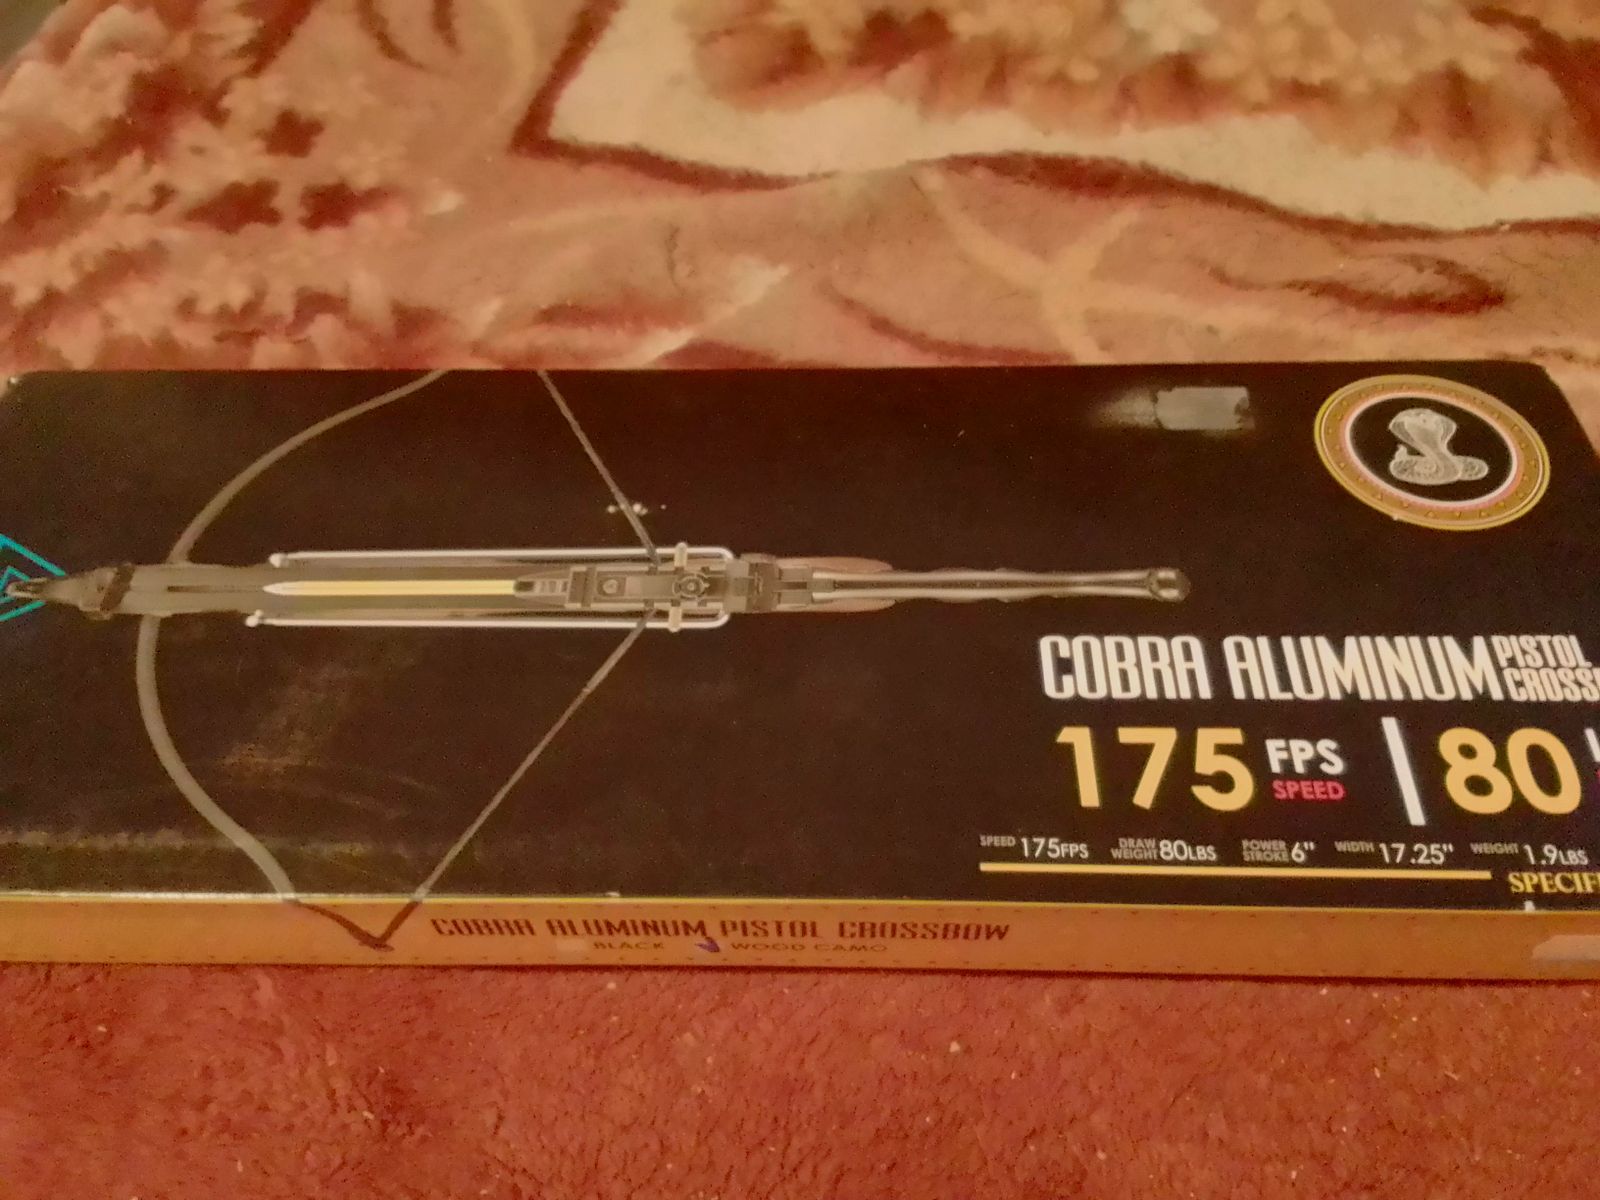 COBRA ALUMINUM PISTOL
175 FPS SPEED | 80
SPEED 175FPS DRAW WEIGHT 80LBS POWER STROKE 6" WIDTH 17.25" WEIGHT 1.9LBS
COBRA ALUMINUM PISTOL CROSSBOW
BLACK WOOD CAMO